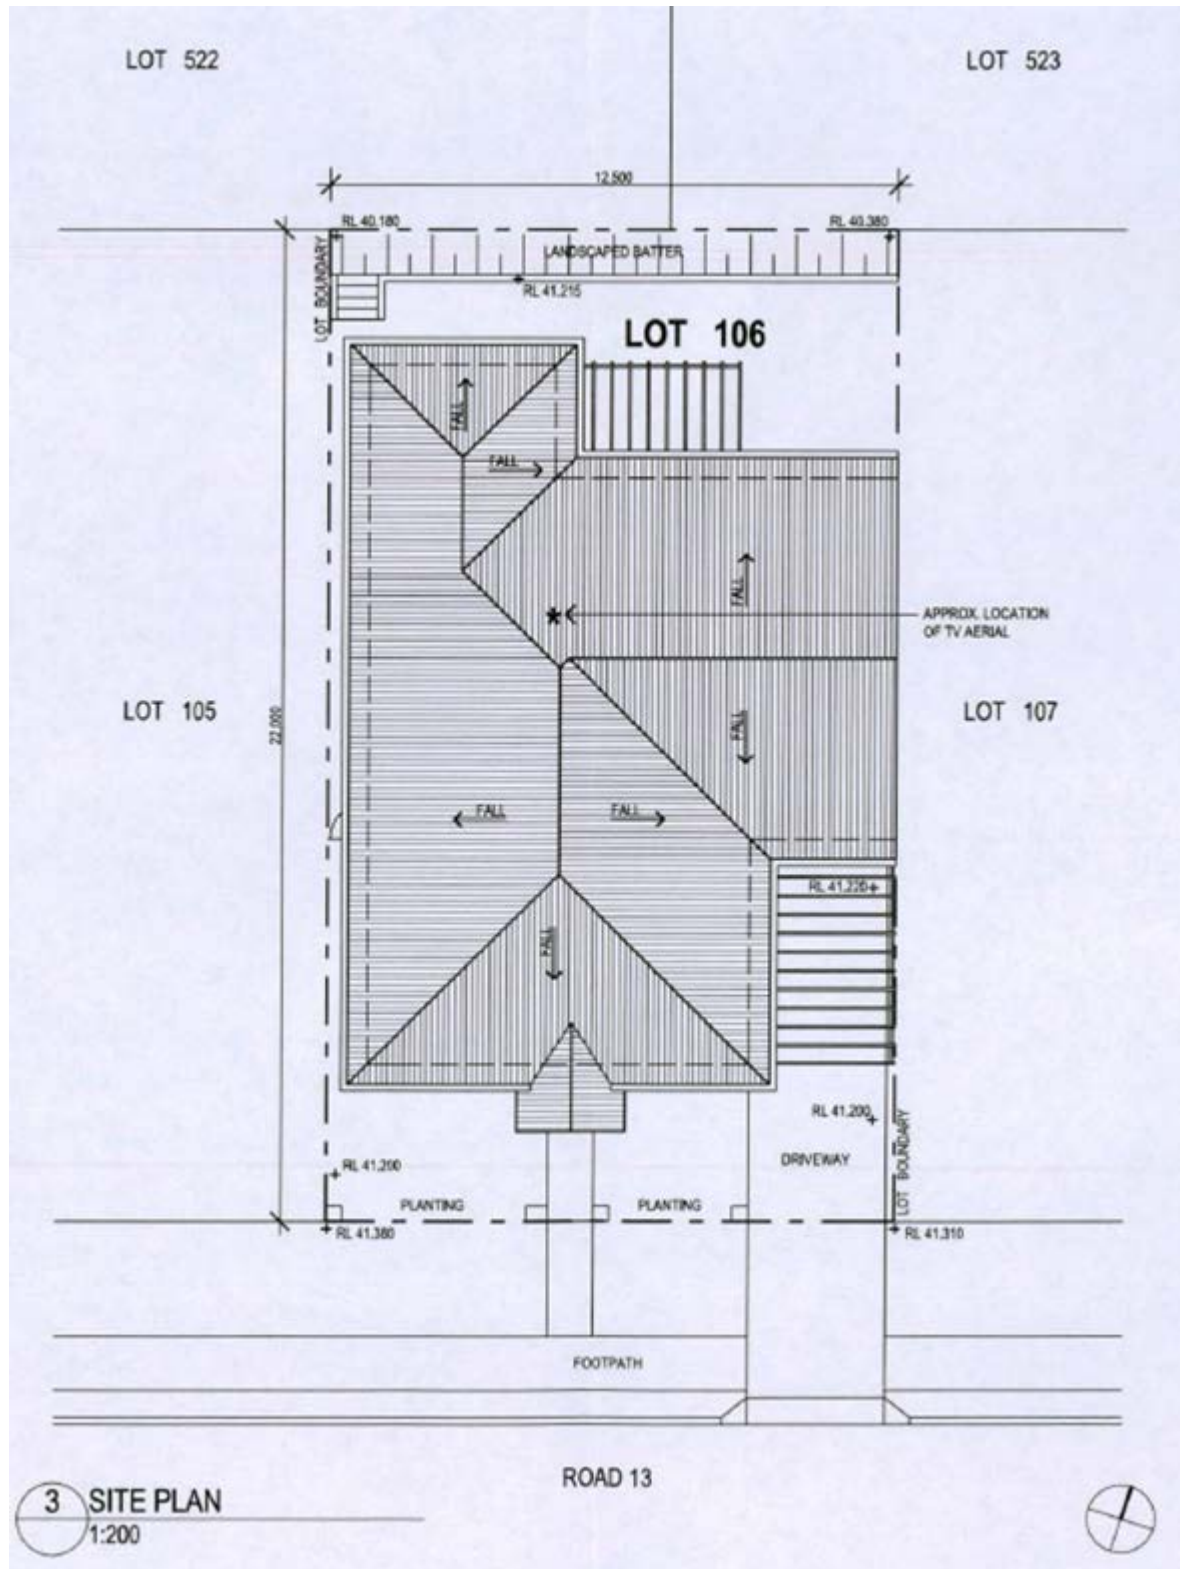 LOT 522
LOT 523
12,500
RL 40.180
RL 40.380
LANDSCAPED BATTER
LOT BOUNDARY
RL 41.215
LOT 106
FALL
FALL
FALL
APPROX. LOCATION
OF TV AERIAL
LOT 105
22,000
LOT 107
FALL
FALL
FALL
RL 41.220
FALL
RL 41.200
DRIVEWAY
LOT BOUNDARY
RL 41.200
PLANTING
PLANTING
RL 41.380
RL 41.310
FOOTPATH
ROAD 13
3 SITE PLAN
1:200